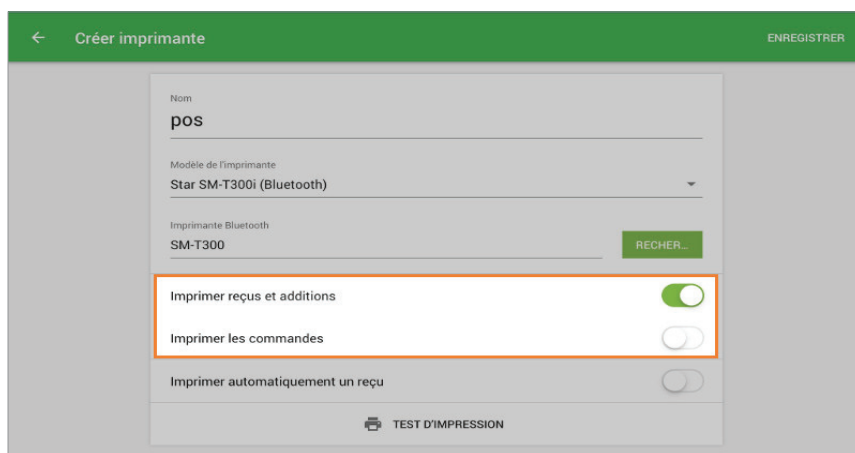 Créer imprimante
ENREGISTRER
Nom
pos
Modèle de l'imprimante
Star SM-T300i (Bluetooth)
Imprimante Bluetooth
SM-T300
RECHER...
Imprimer reçus et additions
Imprimer les commandes
Imprimer automatiquement un reçu
TEST D'IMPRESSION